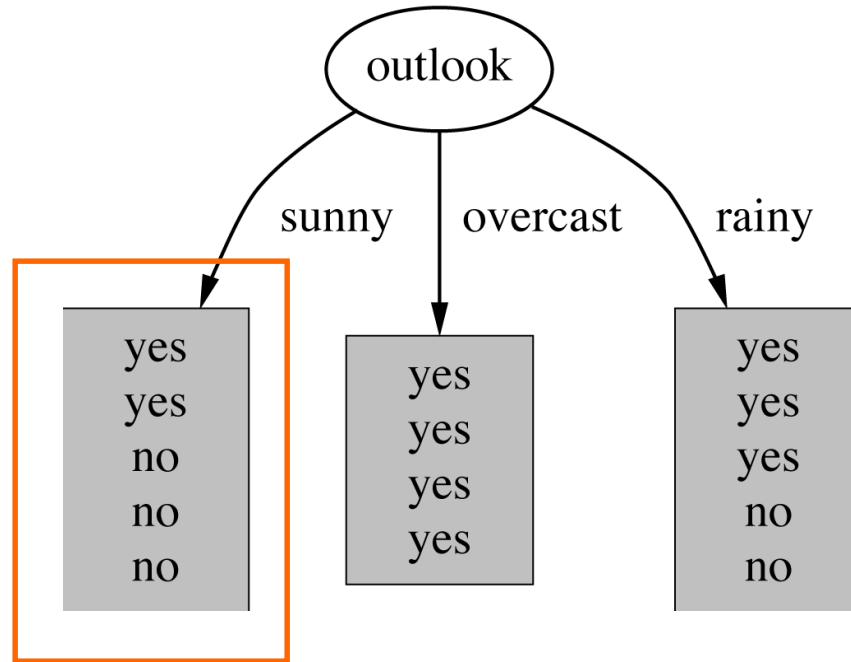 outlook
sunny
overcast
rainy
yes
yes
no
no
no
yes
yes
yes
yes
yes
yes
yes
no
no